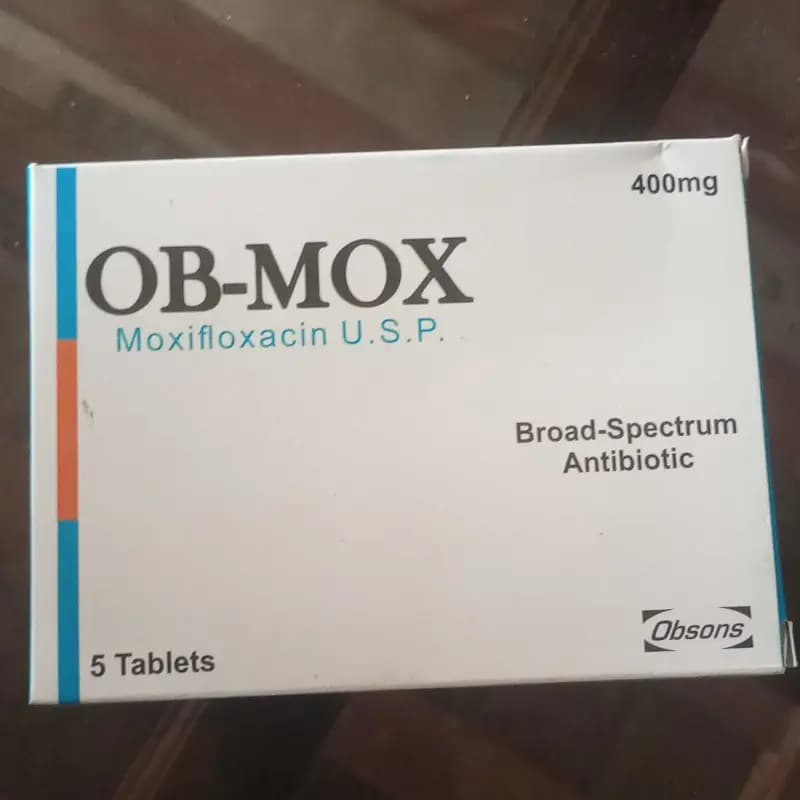 400mg
OB-MOX
Moxifloxacin U.S.P.
Broad-Spectrum
Antibiotic
5 Tablets
Obsons